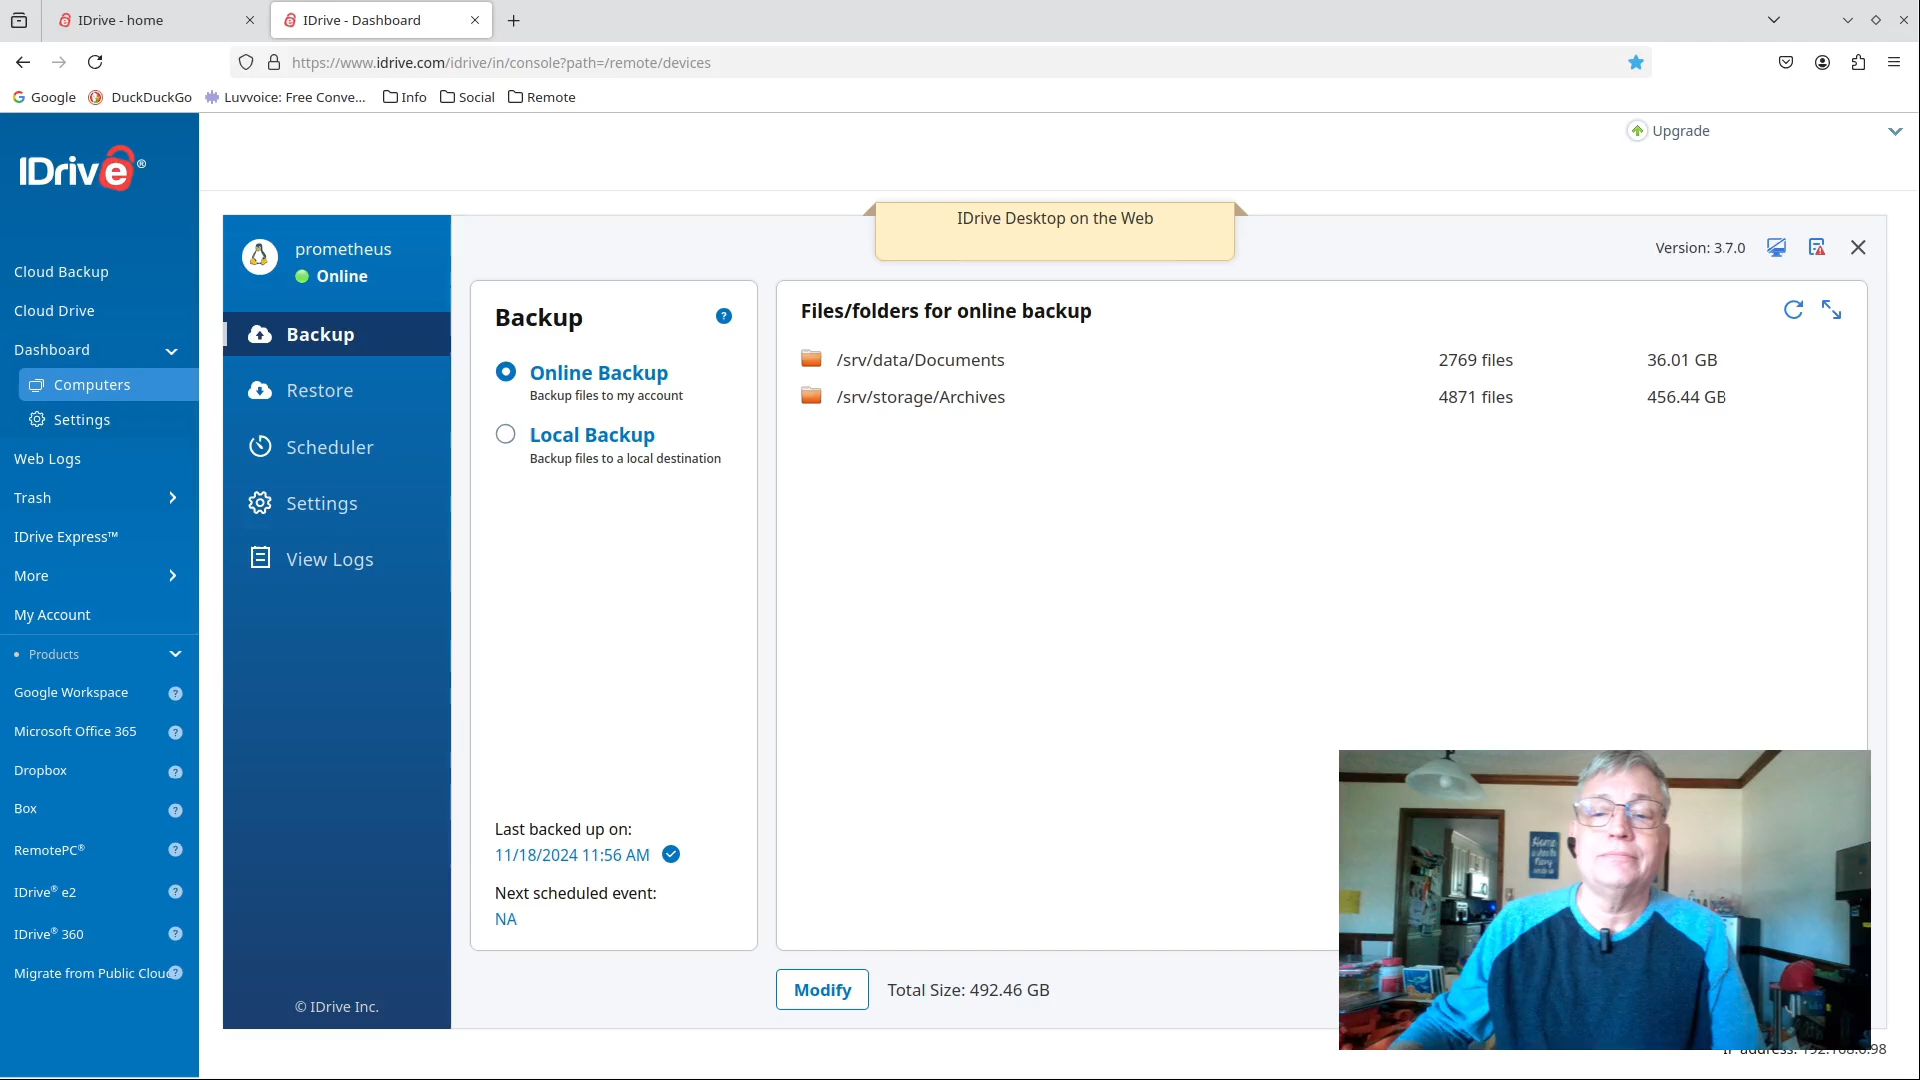 IDrive - home
IDrive - Dashboard
https://www.idrive.com/idrive/in/console?path=/remote/devices
Google
DuckDuckGo
Luvvoice: Free Conve...
Info
Social
Remote
IDrive®
Upgrade
Cloud Backup
Cloud Drive
Dashboard
Computers
Settings
Web Logs
Trash
IDrive Express™
More
My Account
Products
Google Workspace ?
Microsoft Office 365 ?
Dropbox ?
Box ?
RemotePC® ?
IDrive® e2 ?
IDrive® 360 ?
Migrate from Public Cloud ?
prometheus
Online
Backup
Restore
Scheduler
Settings
View Logs
© IDrive Inc.
IDrive Desktop on the Web
Version: 3.7.0
Backup ?
Online Backup
Backup files to my account
Local Backup
Backup files to a local destination
Last backed up on:
11/18/2024 11:56 AM
Next scheduled event:
NA
Files/folders for online backup
/srv/data/Documents 2769 files 36.01 GB
/srv/storage/Archives 4871 files 456.44 GB
Modify
Total Size: 492.46 GB